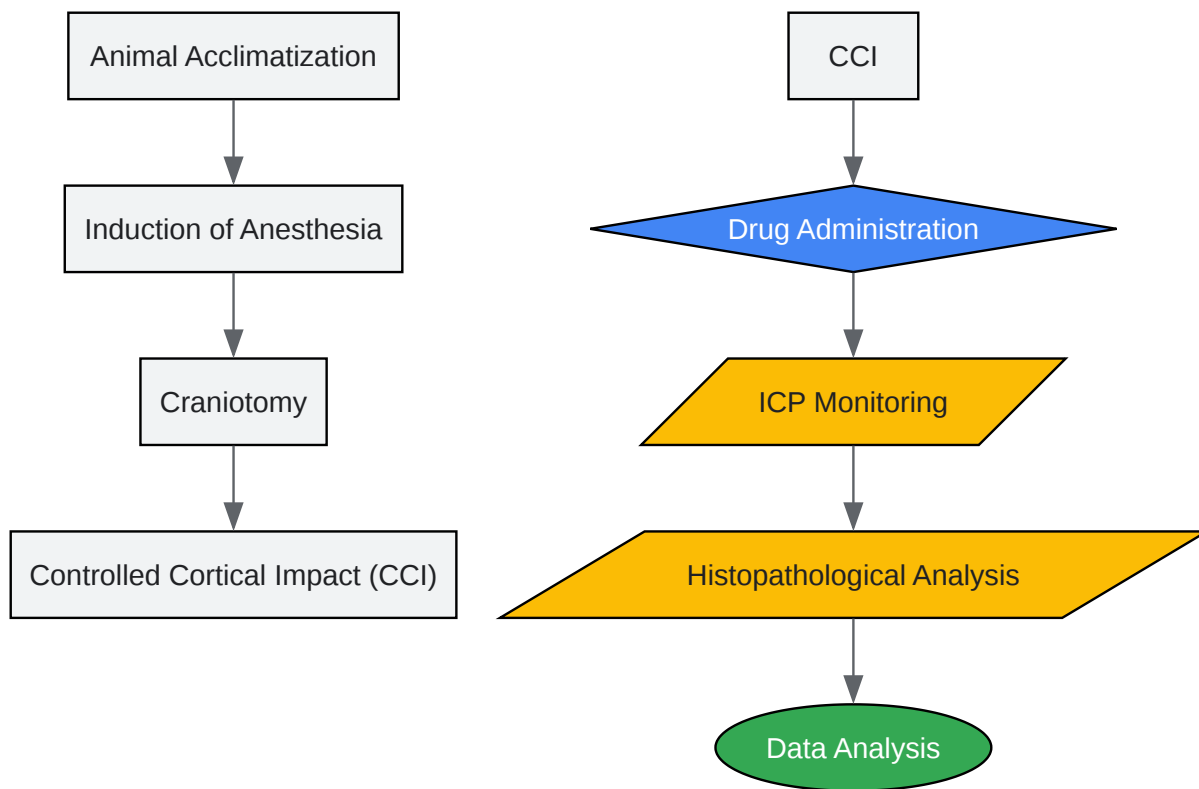 Animal Acclimatization
Induction of Anesthesia
Craniotomy
Controlled Cortical Impact (CCI)
CCI
Drug Administration
ICP Monitoring
Histopathological Analysis
Data Analysis